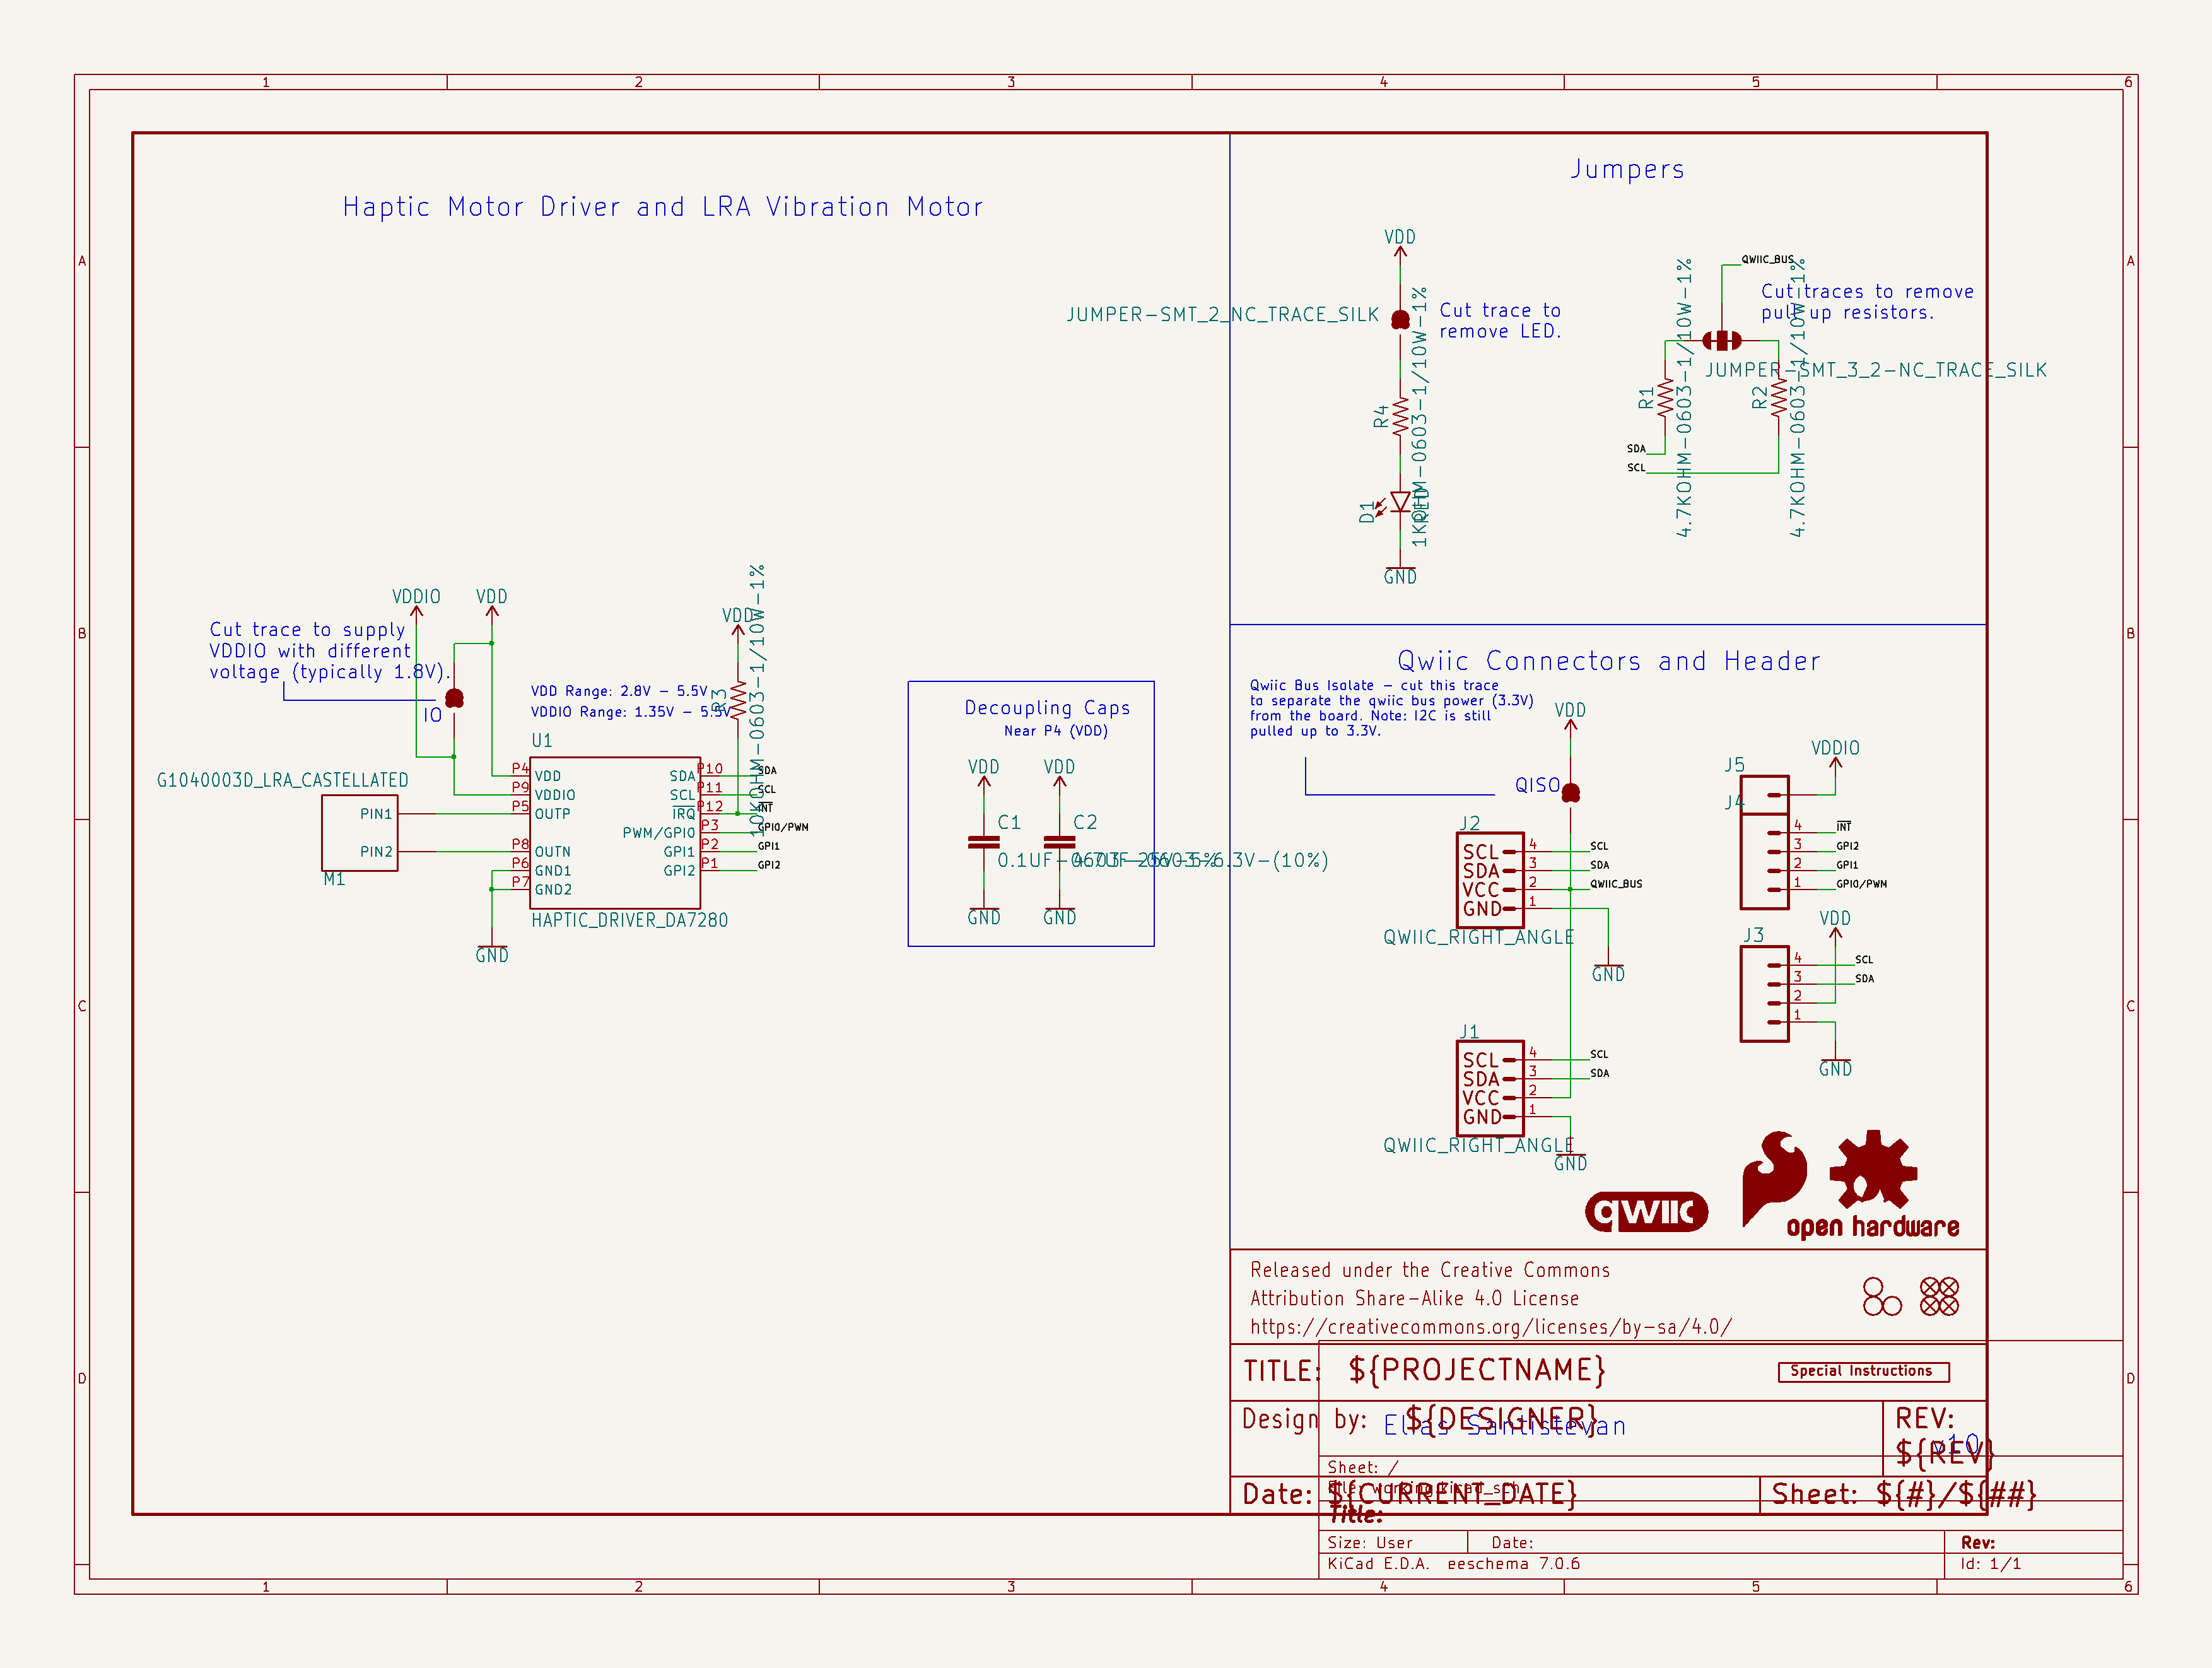 1 2 3 4 5 6
A
B
C
D
Haptic Motor Driver and LRA Vibration Motor
VDDIO
VDD
Cut trace to supply
VDDIO with different
voltage (typically 1.8V).
IO
VDD Range: 2.8V - 5.5V
VDDIO Range: 1.35V - 5.5V
VDD
R3
10KOHM-0603-1/10W-1%
U1
G1040003D_LRA_CASTELLATED
PIN1
PIN2
M1
P4 VDD
P9 VDDIO
P5 OUTP
P8 OUTN
P6 GND1
P7 GND2
SDA P10 SDA
SCL P11 SCL
IRQ P12 INT
PWM/GPI0 P3 GPI0/PWM
GPI1 P2 GPI1
GPI2 P1 GPI2
HAPTIC_DRIVER_DA7280
GND
Decoupling Caps
Near P4 (VDD)
VDD VDD
C1 C2
0.1UF-0603-25V-5%
4.7UF-0603-6.3V-(10%)
GND GND
Jumpers
VDD
JUMPER-SMT_2_NC_TRACE_SILK
Cut trace to
remove LED.
R4
1KOHM-0603-1/10W-1%
D1
RED
GND
QWIIC_BUS
Cut traces to remove
pull up resistors.
JUMPER-SMT_3_2-NC_TRACE_SILK
R1
4.7KOHM-0603-1/10W-1%
R2
4.7KOHM-0603-1/10W-1%
SDA
SCL
Qwiic Connectors and Header
Qwiic Bus Isolate - cut this trace
to separate the qwiic bus power (3.3V)
from the board. Note: I2C is still
pulled up to 3.3V.
VDD
QISO
J2
SCL 4 SCL
SDA 3 SDA
VCC 2 QWIIC_BUS
GND 1
QWIIC_RIGHT_ANGLE
GND
J1
SCL 4 SCL
SDA 3 SDA
VCC 2
GND 1
QWIIC_RIGHT_ANGLE
GND
VDDIO
J5
J4
4 INT
3 GPI2
2 GPI1
1 GPI0/PWM
VDD
J3
4 SCL
3 SDA
2
1
GND
qwiic
open hardware
Released under the Creative Commons
Attribution Share-Alike 4.0 License
https://creativecommons.org/licenses/by-sa/4.0/
TITLE: ${PROJECTNAME}
Special Instructions
Design by: ${DESIGNER}
Elias Santistevan
REV:
${REV}
v10
Sheet: /
File: working.kicad_sch
Date: ${CURRENT_DATE}
Sheet: ${#}/${##}
Title:
Size: User Date: Rev:
KiCad E.D.A. eeschema 7.0.6 Id: 1/1
1 2 3 4 5 6
A
B
C
D